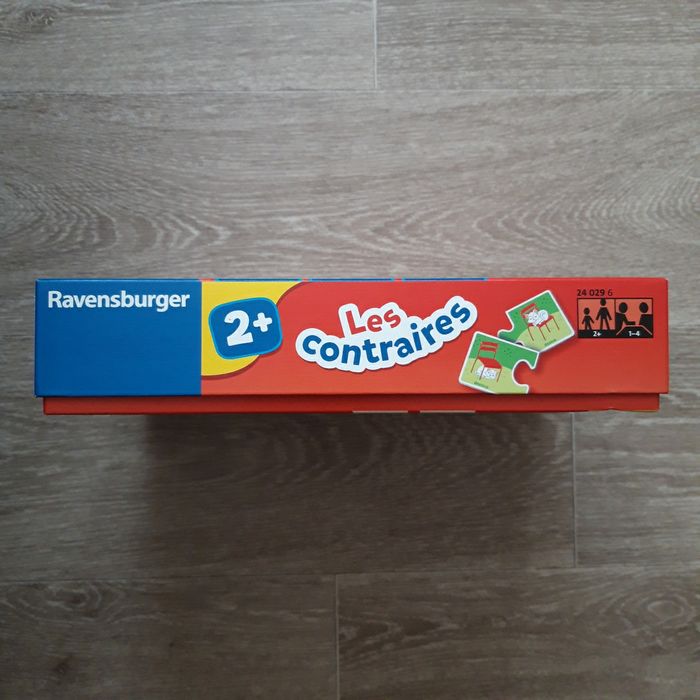 Ravensburger
2+
Les
contraires
24 029 6
2+
1–4